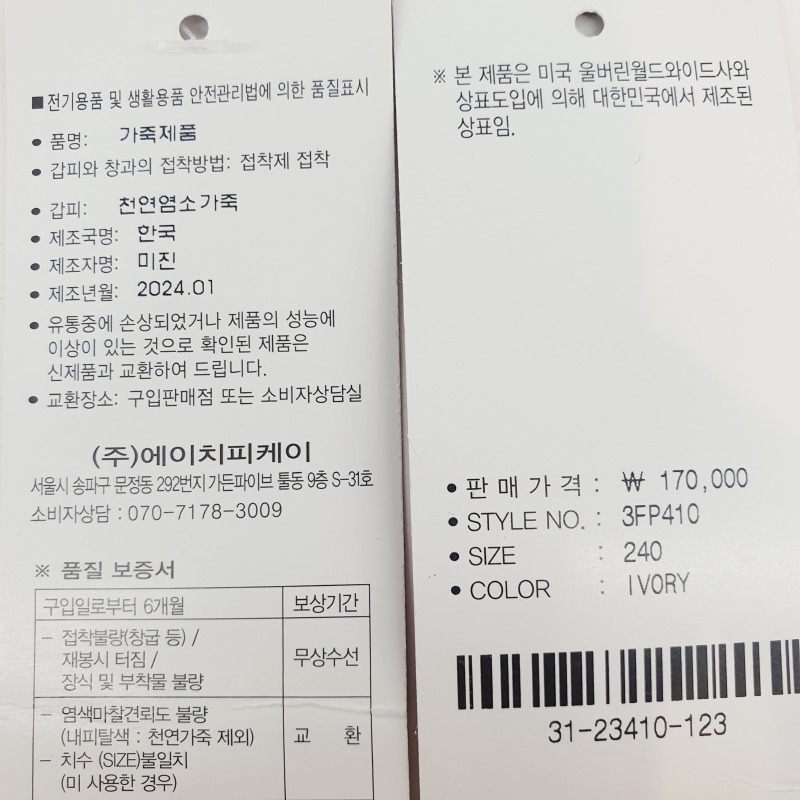 ■ 전기용품 및 생활용품 안전관리법에 의한 품질표시
● 품명: 가죽제품
● 갑피와 창과의 접착방법: 접착제 접착
● 갑피: 천연염소가죽
● 제조국명: 한국
● 제조자명: 미진
● 제조년월: 2024.01
● 유통중에 손상되었거나 제품의 성능에
이상이 있는 것으로 확인된 제품은
신제품과 교환하여 드립니다.
● 교환장소: 구입판매점 또는 소비자상담실
(주)에이치피케이
서울시 송파구 문정동 292번지 가든파이브 툴동 9층 S-31호
소비자상담 : 070-7178-3009
※ 품질 보증서
구입일로부터 6개월 보상기간
- 접착불량(창굽 등) /
재봉시 터짐 /
장식 및 부착물 불량
무상수선
- 염색마찰견뢰도 불량
(내피탈색 : 천연가죽 제외)
- 치수 (SIZE)불일치
(미 사용한 경우)
교 환
※ 본 제품은 미국 울버린월드와이드사와
상표도입에 의해 대한민국에서 제조된
상표임.
● 판매가격 : ₩ 170,000
● STYLE NO. : 3FP410
● SIZE : 240
● COLOR : IVORY
31-23410-123